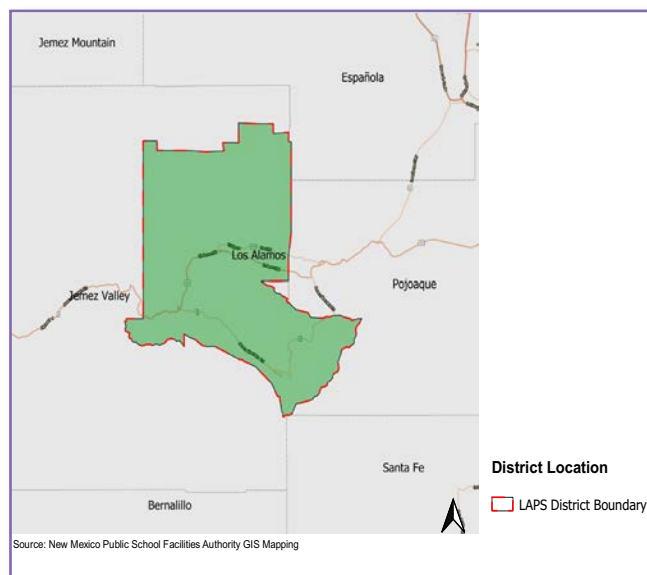 Jemez Mountain
Española
Los Alamos
Jemez Valley
Pojoaque
Santa Fe
Bernalillo
District Location
LAPS District Boundary
Source: New Mexico Public School Facilities Authority GIS Mapping